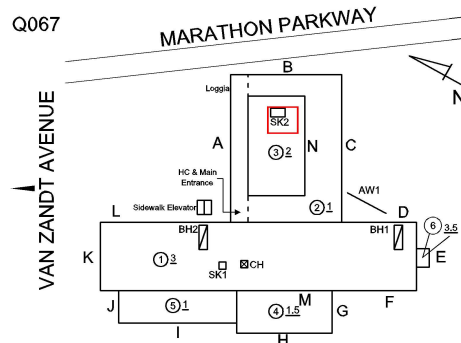 Q067
MARATHON PARKWAY
B
Loggia
SK2
A
3 2
N
C
HC & Main
Entrance
AW1
VAN ZANDT AVENUE
Sidewalk Elevator
2 1
L
D
BH2
BH1
6 3.5
K
1 3
SK1
CH
E
J
5 1
M
4 1.5
G
F
I
H
N